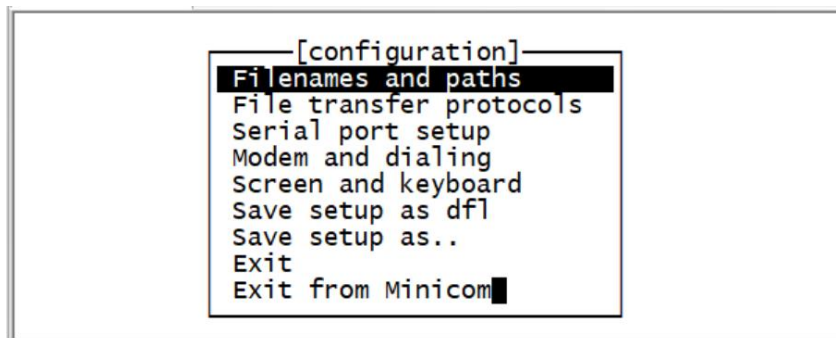 [configuration]
Filenames and paths
File transfer protocols
Serial port setup
Modem and dialing
Screen and keyboard
Save setup as dfl
Save setup as..
Exit
Exit from Minicom